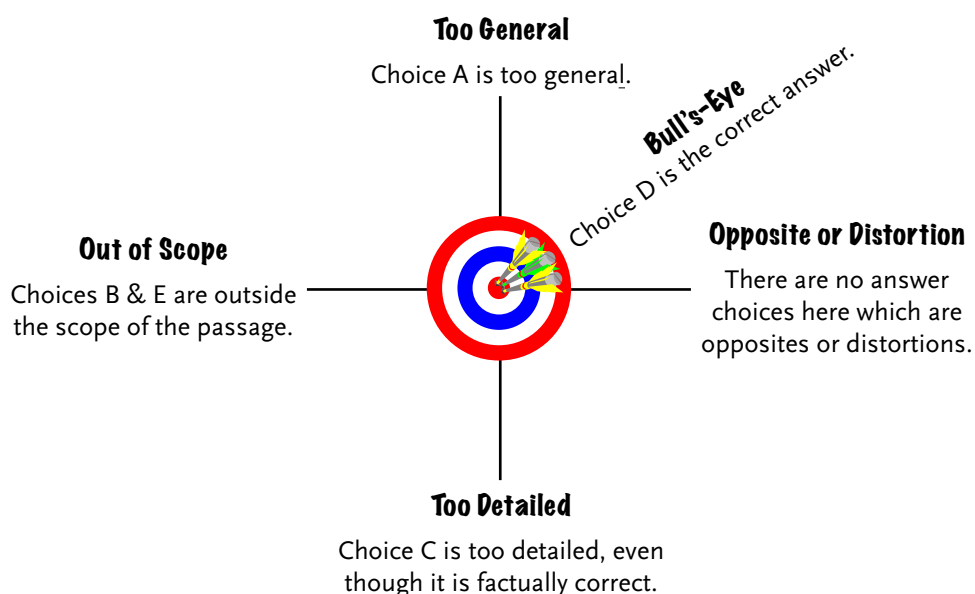 Too General
Choice A is too general.
Bull's-Eye
Choice D is the correct answer.
Out of Scope
Choices B & E are outside
the scope of the passage.
Opposite or Distortion
There are no answer
choices here which are
opposites or distortions.
Too Detailed
Choice C is too detailed, even
though it is factually correct.